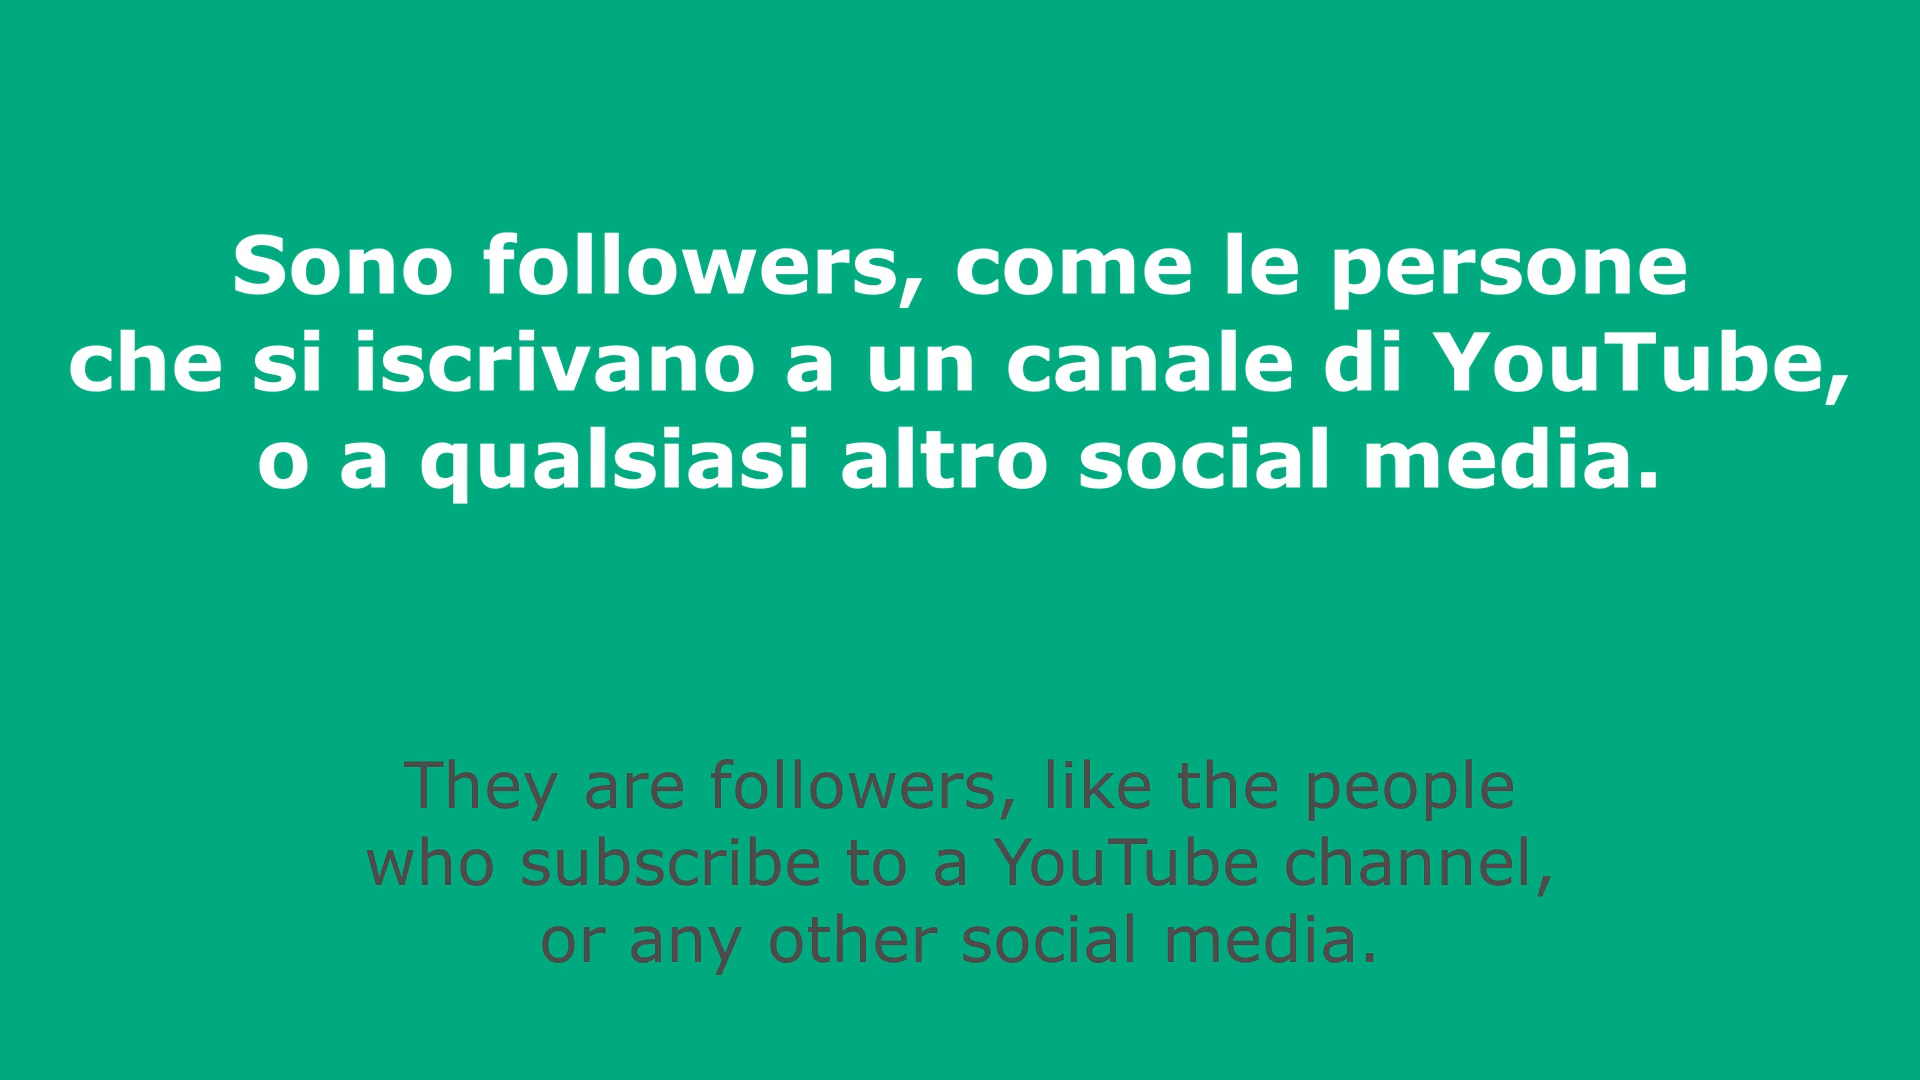 Sono followers, come le persone
che si iscrivano a un canale di YouTube,
o a qualsiasi altro social media.
They are followers, like the people
who subscribe to a YouTube channel,
or any other social media.